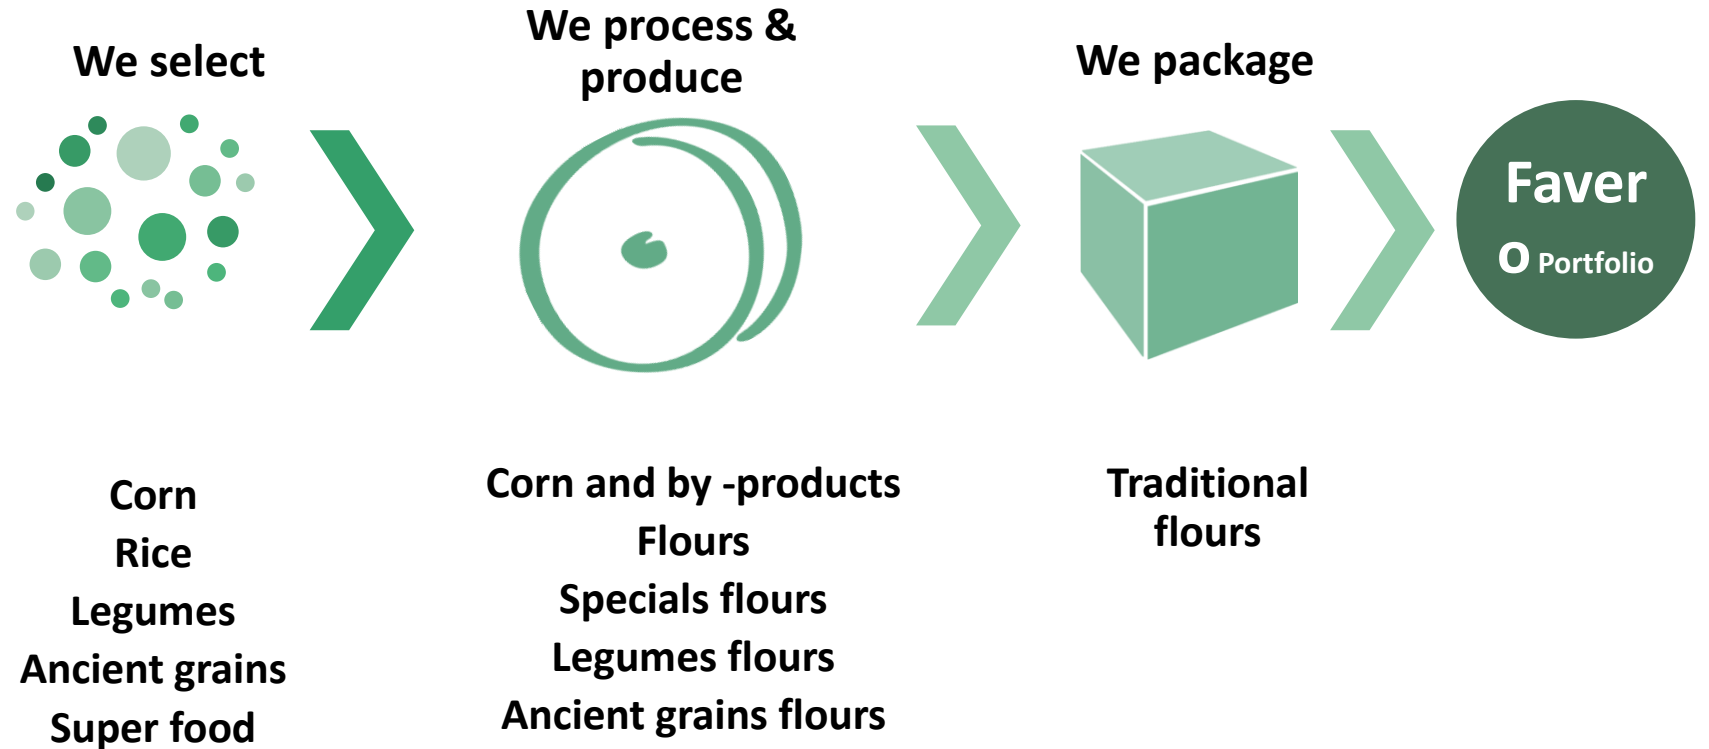 We select
We process &
produce
We package
Faver
o Portfolio
Corn
Rice
Legumes
Ancient grains
Super food
Corn and by -products
Flours
Specials flours
Legumes flours
Ancient grains flours
Traditional
flours